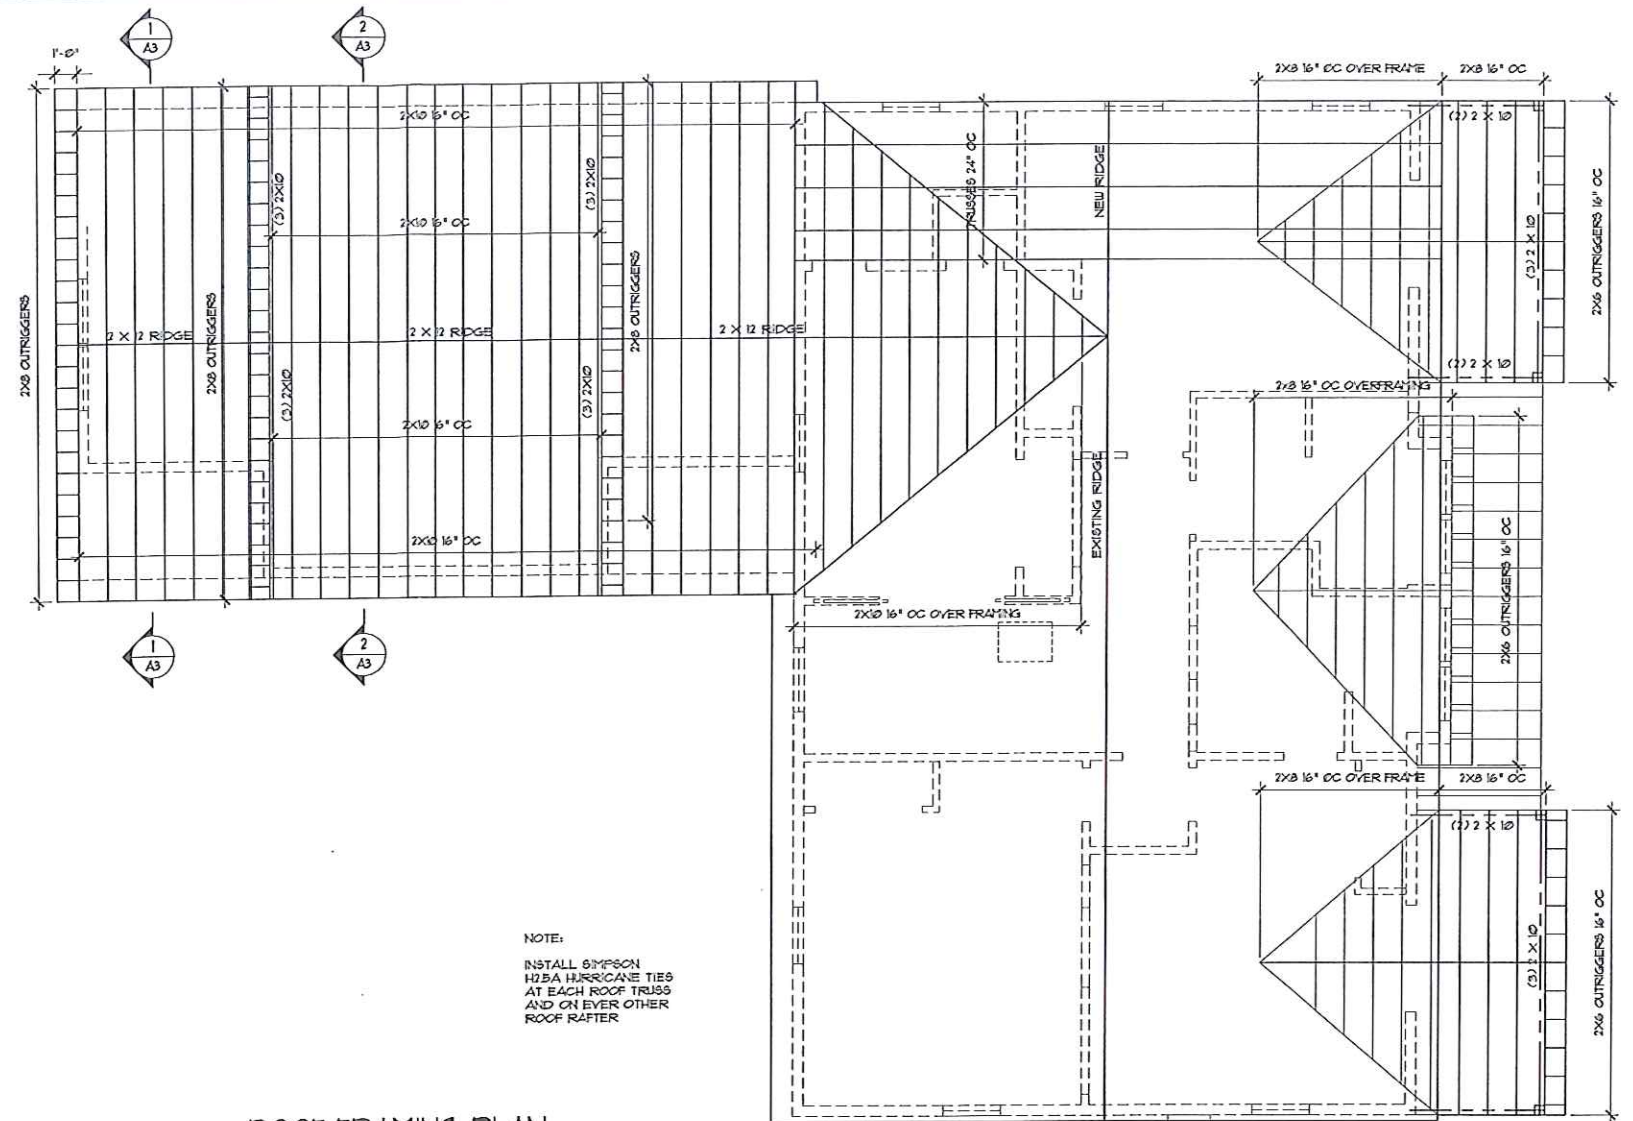 1
A3
2
A3
1'-0"
2X8 16" OC OVER FRAME
2X8 16" OC
2X10 16" OC
(2) 2 X 10
TRUSSES 24" OC
NEW RIDGE
(3) 2X10
(3) 2X10
2X10 16" OC
(3) 2 X 10
2X6 OUTRIGGERS 16" OC
2X8 OUTRIGGERS
2X8 OUTRIGGERS
2X8 OUTRIGGERS
2 X 12 RIDGE
2 X 12 RIDGE
2 X 12 RIDGE
(2) 2 X 10
(3) 2X10
(3) 2X10
2X8 16" OC OVERFRAMING
2X10 16" OC
EXISTING RIDGE
2X6 OUTRIGGERS 16" OC
2X10 16" OC
2X10 16" OC OVER FRAMING
1
A3
2
A3
2X8 16" OC OVER FRAME
2X8 16" OC
(2) 2 X 10
(3) 2 X 10
2X6 OUTRIGGERS 16" OC
NOTE:
INSTALL SIMPSON
H2.5A HURRICANE TIES
AT EACH ROOF TRUSS
AND ON EVER OTHER
ROOF RAFTER
ROOF FRAMING PLAN